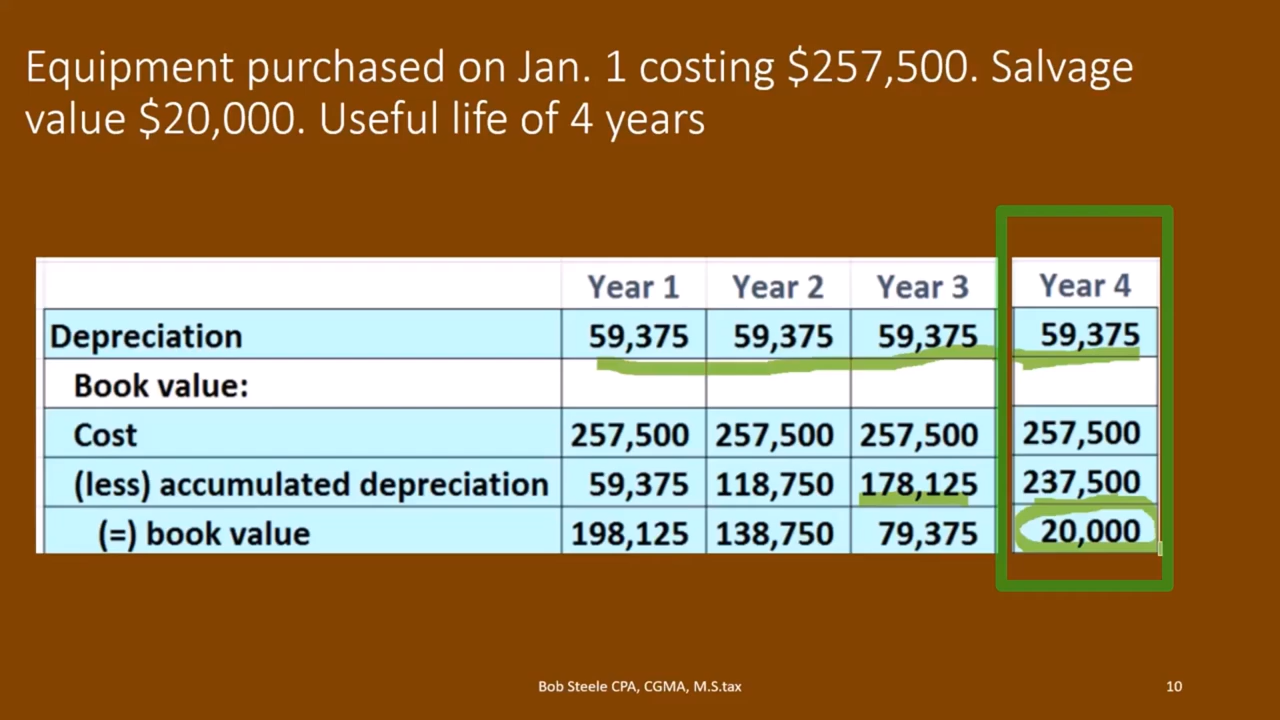 Equipment purchased on Jan. 1 costing $257,500. Salvage
value $20,000. Useful life of 4 years
Year 1 Year 2 Year 3 Year 4
Depreciation 59,375 59,375 59,375 59,375
Book value:
Cost 257,500 257,500 257,500 257,500
(less) accumulated depreciation 59,375 118,750 178,125 237,500
(=) book value 198,125 138,750 79,375 20,000
Bob Steele CPA, CGMA, M.S.tax 10